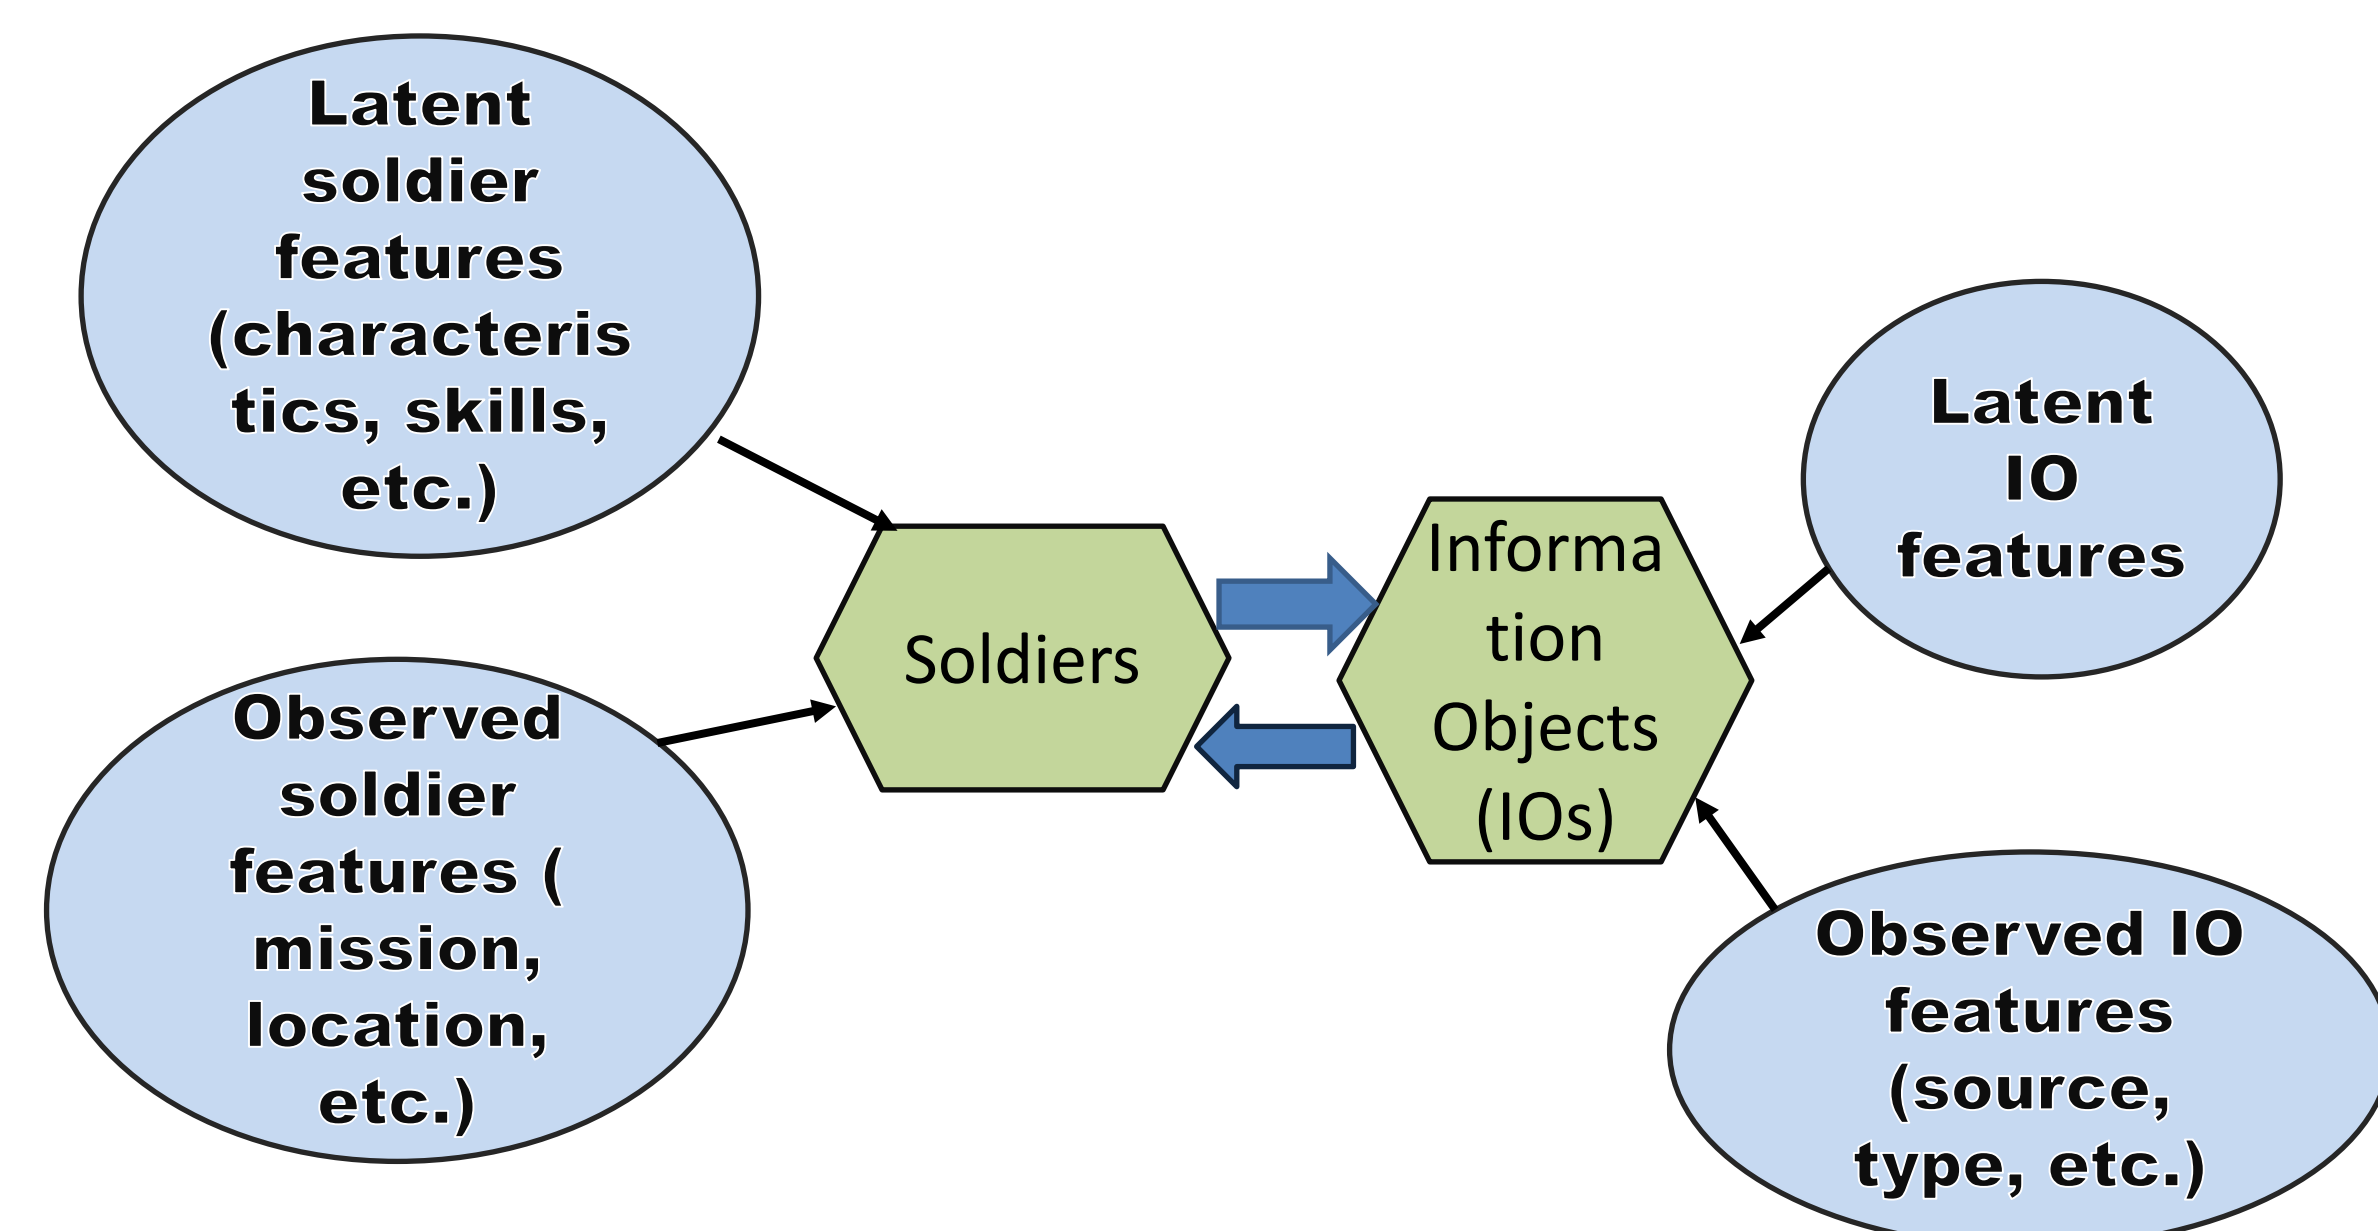 Latent
soldier
features
(characteris
tics, skills,
etc.)
Observed
soldier
features (
mission,
location,
etc.)
Soldiers
Informa
tion
Objects
(IOs)
Latent
IO
features
Observed IO
features
(source,
type, etc.)